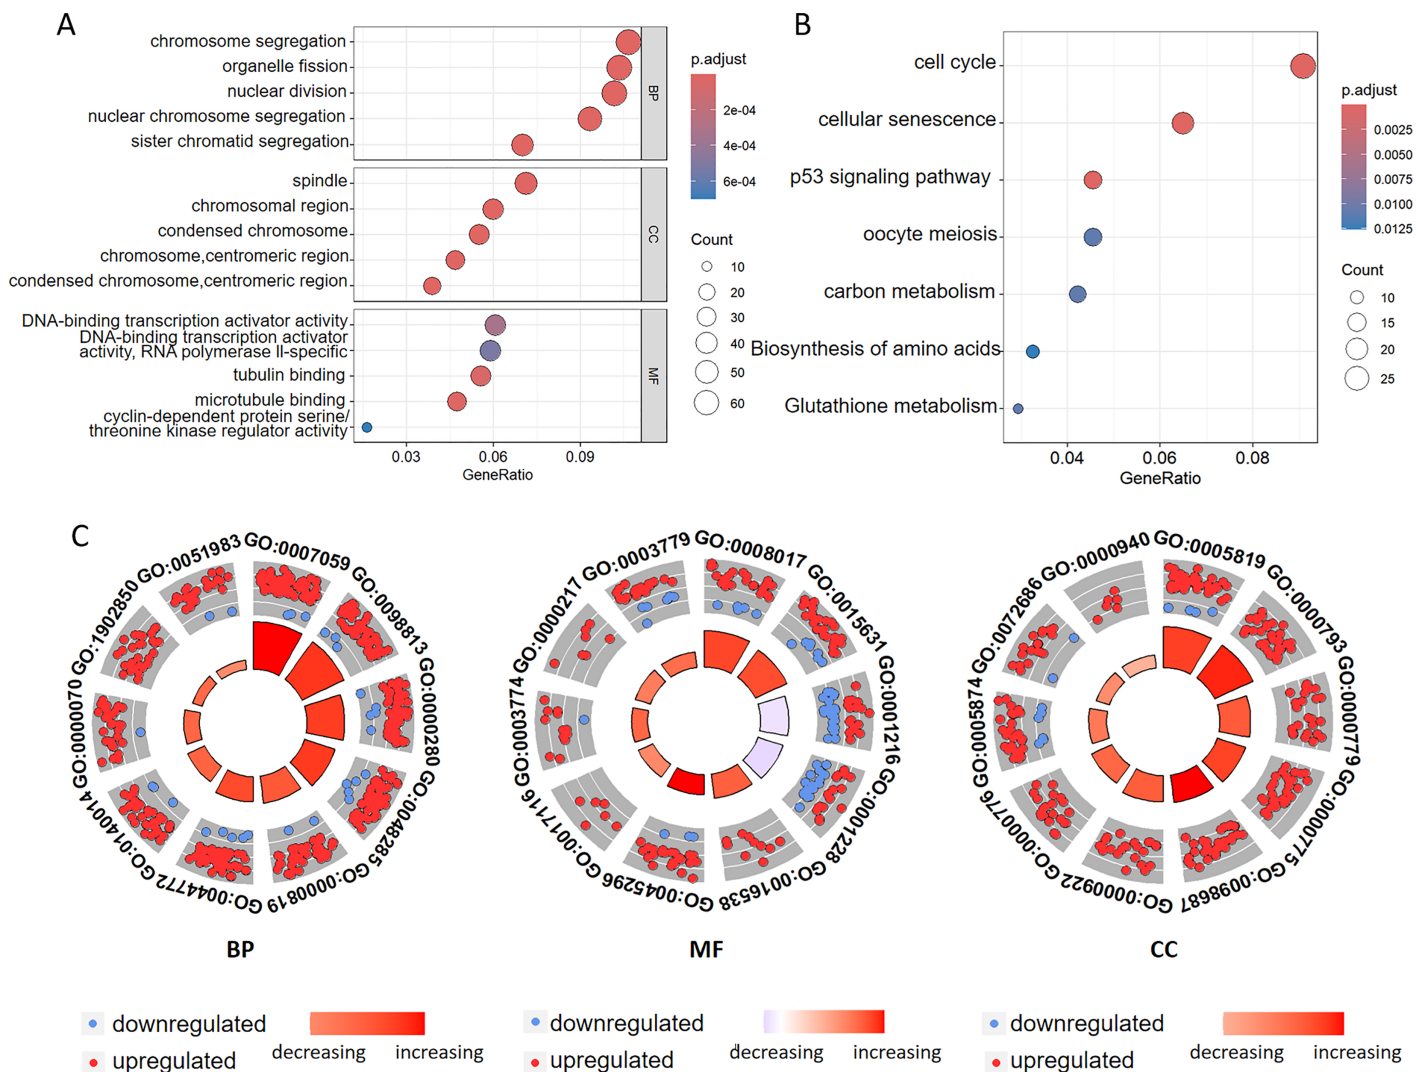 A
chromosome segregation
organelle fission
nuclear division
nuclear chromosome segregation
sister chromatid segregation
BP
spindle
chromosomal region
condensed chromosome
chromosome,centromeric region
condensed chromosome,centromeric region
CC
DNA-binding transcription activator activity
DNA-binding transcription activator
activity, RNA polymerase II-specific
tubulin binding
microtubule binding
cyclin-dependent protein serine/
threonine kinase regulator activity
MF
0.03
0.06
0.09
GeneRatio
p.adjust
2e-04
4e-04
6e-04
Count
10
20
30
40
50
60
B
cell cycle
cellular senescence
p53 signaling pathway
oocyte meiosis
carbon metabolism
Biosynthesis of amino acids
Glutathione metabolism
0.04
0.06
0.08
GeneRatio
p.adjust
0.0025
0.0050
0.0075
0.0100
0.0125
Count
10
15
20
25
C
GO:0007059
GO:0098813
GO:0000280
GO:0048285
GO:0000819
GO:0044772
GO:0140014
GO:0000070
GO:1902850
GO:0051983
BP
GO:0008017
GO:0015631
GO:0001216
GO:0001228
GO:0016538
GO:0045296
GO:0017116
GO:0003774
GO:0000217
GO:0003779
MF
GO:0005819
GO:0000793
GO:0000779
GO:0000775
GO:0098687
GO:0000922
GO:0000776
GO:0005874
GO:0072686
GO:0000940
CC
downregulated
upregulated
decreasing
increasing
downregulated
upregulated
decreasing
increasing
downregulated
upregulated
decreasing
increasing